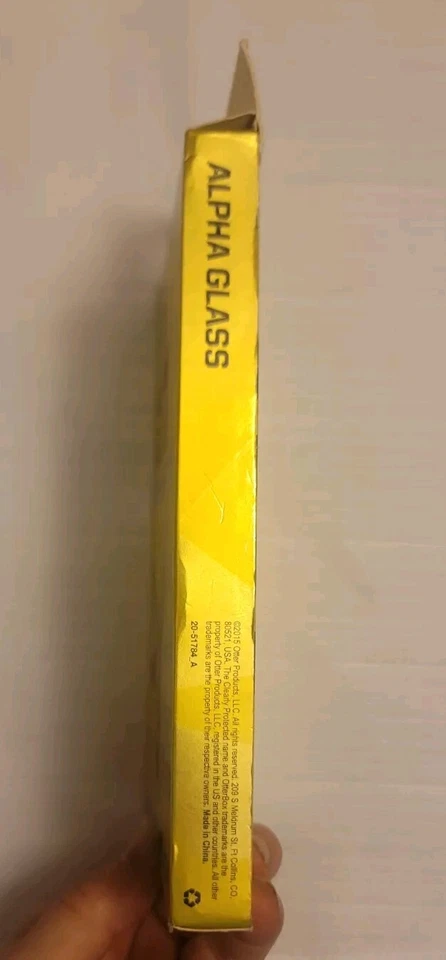 ALPHA GLASS
©2015 Otter Products, LLC. All rights reserved. 209 S Meldrum St. Ft Collins, CO,
80521, USA. The Clearly Protected name and OtterBox trademarks are the
property of Otter Products, LLC, registered in the US and other countries. All other
trademarks are the property of their respective owners. Made in China.
20-51784_A